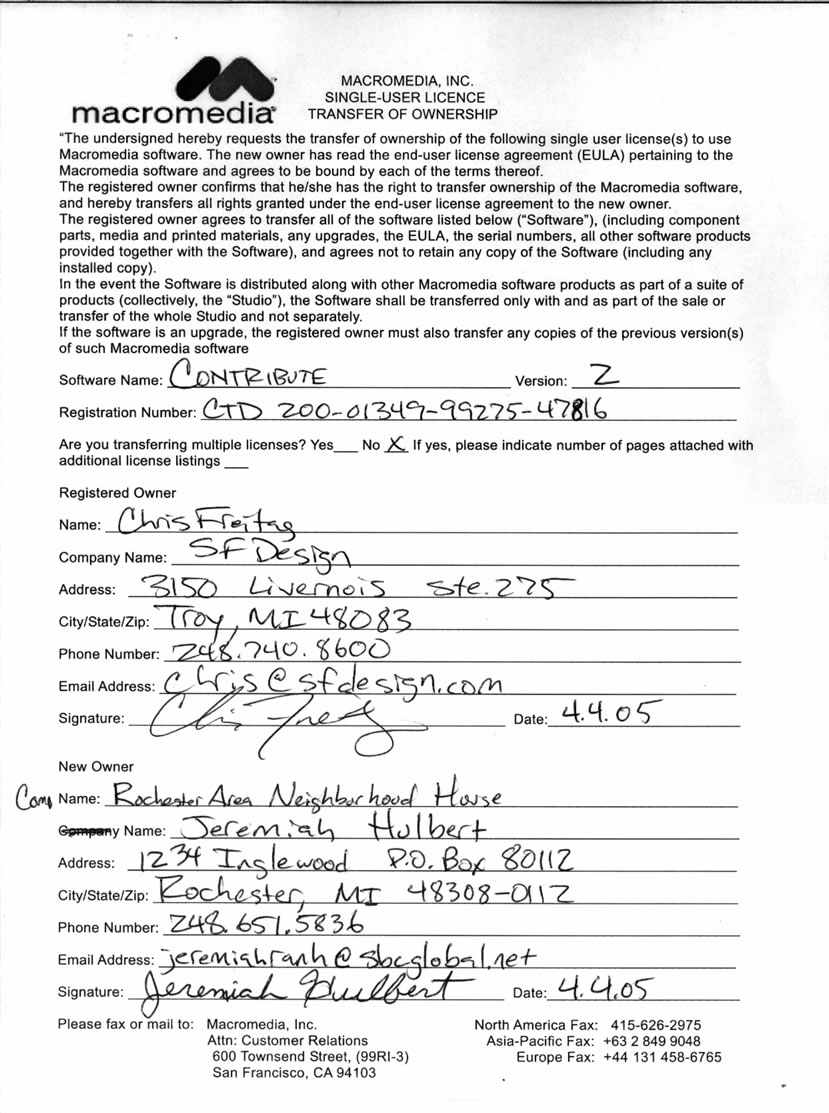 macromedia
MACROMEDIA, INC.
SINGLE-USER LICENCE
TRANSFER OF OWNERSHIP
"The undersigned hereby requests the transfer of ownership of the following single user license(s) to use
Macromedia software. The new owner has read the end-user license agreement (EULA) pertaining to the
Macromedia software and agrees to be bound by each of the terms thereof.
The registered owner confirms that he/she has the right to transfer ownership of the Macromedia software,
and hereby transfers all rights granted under the end-user license agreement to the new owner.
The registered owner agrees to transfer all of the software listed below ("Software"), (including component
parts, media and printed materials, any upgrades, the EULA, the serial numbers, all other software products
provided together with the Software), and agrees not to retain any copy of the Software (including any
installed copy).
In the event the Software is distributed along with other Macromedia software products as part of a suite of
products (collectively, the "Studio"), the Software shall be transferred only with and as part of the sale or
transfer of the whole Studio and not separately.
If the software is an upgrade, the registered owner must also transfer any copies of the previous version(s)
of such Macromedia software
Software Name: CONTRIBUTE Version: 2
Registration Number: CTD 200-01349-99275-47816
Are you transferring multiple licenses? Yes___ No X If yes, please indicate number of pages attached with
additional license listings ___
Registered Owner
Name: Chris Freitag
Company Name: SF Design
Address: 3150 Livernois Ste. 275
City/State/Zip: Troy, MI 48083
Phone Number: 248.740.8600
Email Address: chris@sfdesign.com
Signature: Chris Freitag Date: 4.4.05
New Owner
Comp Name: Rochester Area Neighborhood House
Company Name: Jeremiah Hulbert
Address: 1234 Inglewood P.O. Box 80112
City/State/Zip: Rochester, MI 48308-0112
Phone Number: 248.651.5836
Email Address: jeremiahranh@sbcglobal.net
Signature: Jeremiah Hulbert Date: 4.4.05
Please fax or mail to: Macromedia, Inc. North America Fax: 415-626-2975
Attn: Customer Relations Asia-Pacific Fax: +63 2 849 9048
600 Townsend Street, (99RI-3) Europe Fax: +44 131 458-6765
San Francisco, CA 94103